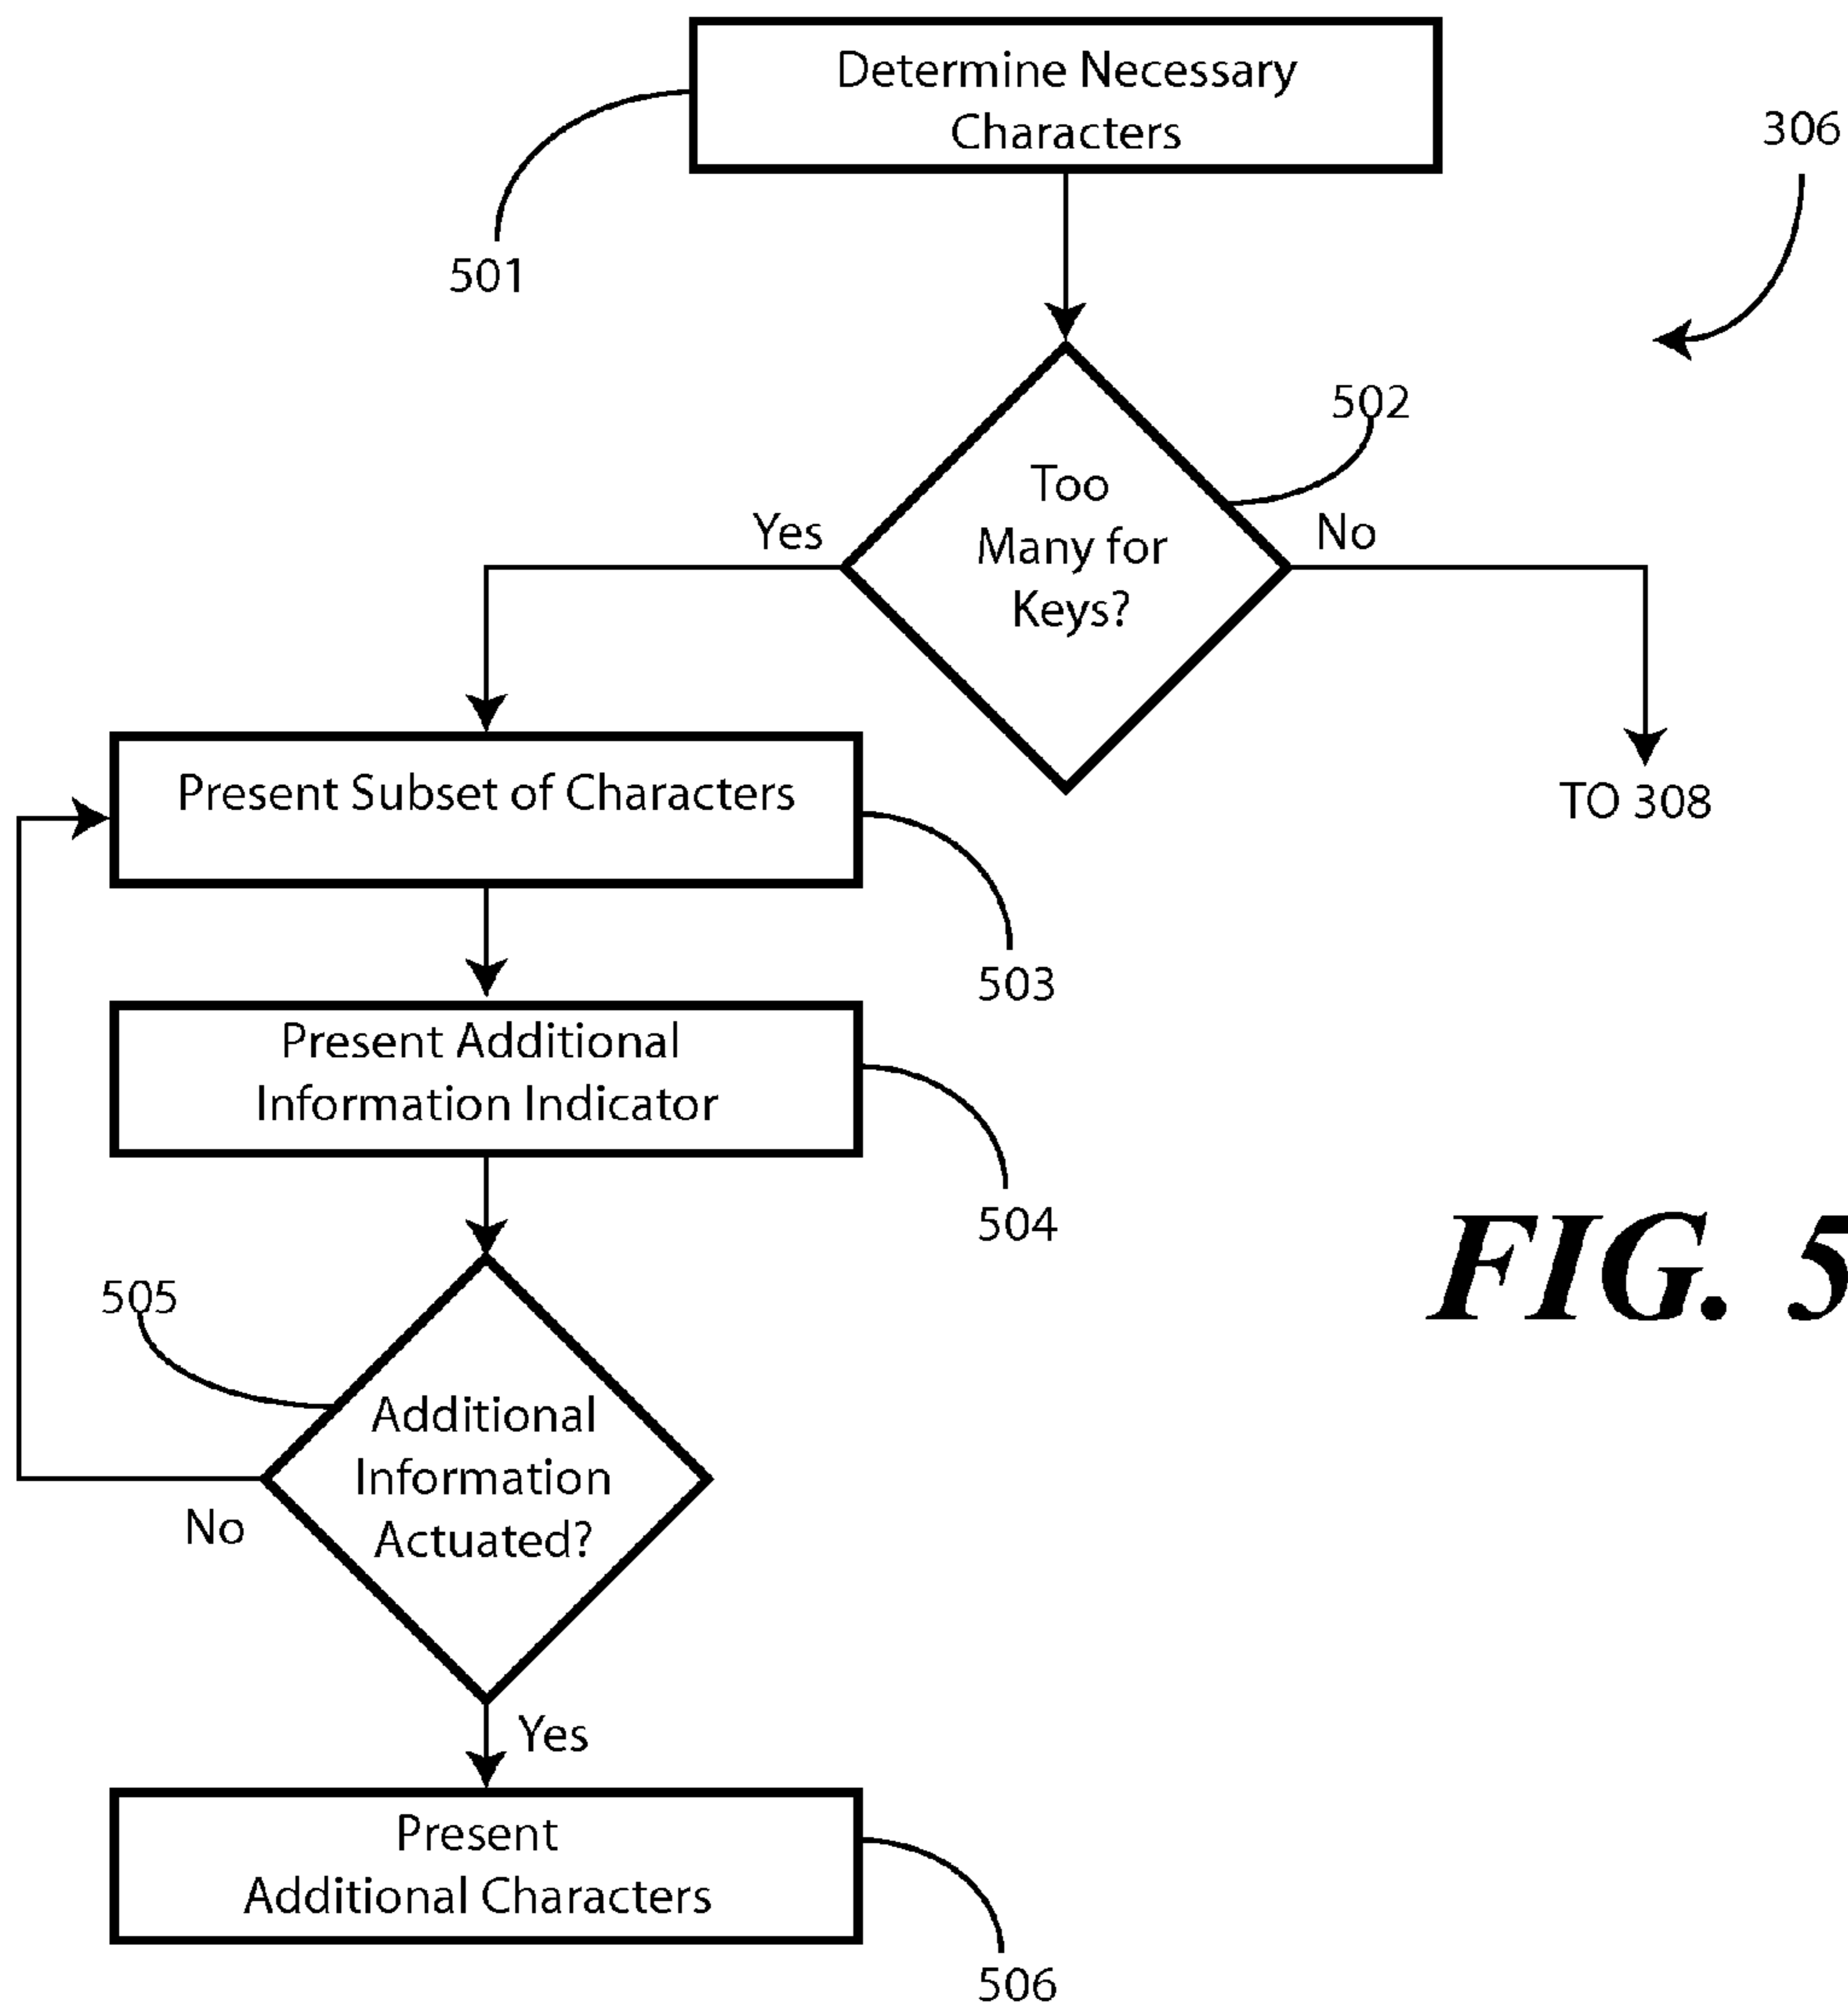 Determine Necessary
Characters
306
501
502
Too
Many for
Keys?
Yes
No
Present Subset of Characters
TO 308
503
Present Additional
Information Indicator
504
FIG. 5
505
Additional
Information
Actuated?
No
Yes
Present
Additional Characters
506